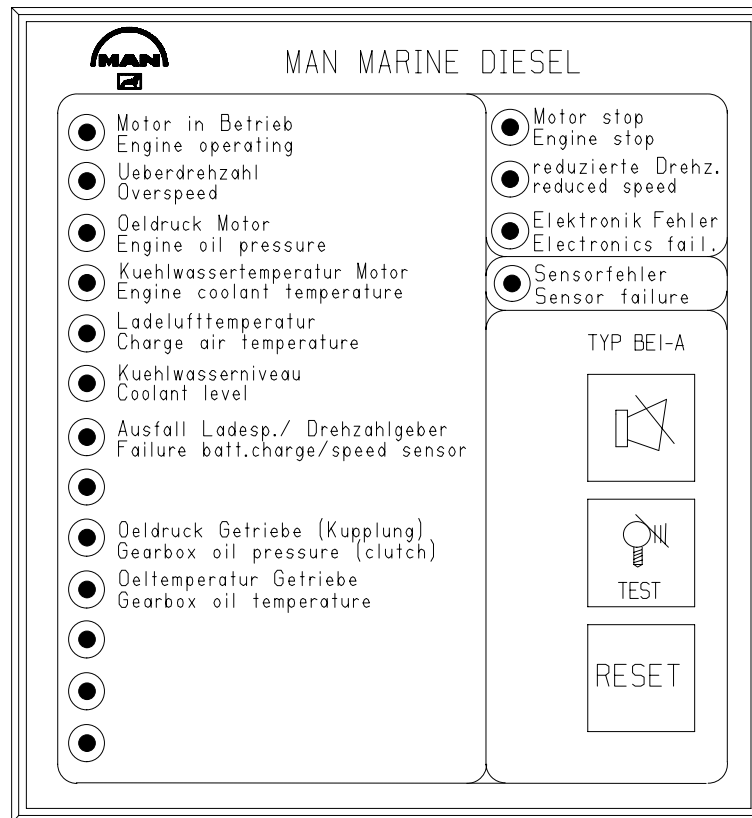 MAN
MAN MARINE DIESEL
Motor in Betrieb
Engine operating
Ueberdrehzahl
Overspeed
Oeldruck Motor
Engine oil pressure
Kuehlwassertemperatur Motor
Engine coolant temperature
Ladelufttemperatur
Charge air temperature
Kuehlwasserniveau
Coolant level
Ausfall Ladesp./ Drehzahlgeber
Failure batt.charge/speed sensor
Oeldruck Getriebe (Kupplung)
Gearbox oil pressure (clutch)
Oeltemperatur Getriebe
Gearbox oil temperature
Motor stop
Engine stop
reduzierte Drehz.
reduced speed
Elektronik Fehler
Electronics fail.
Sensorfehler
Sensor failure
TYP BEI-A
TEST
RESET